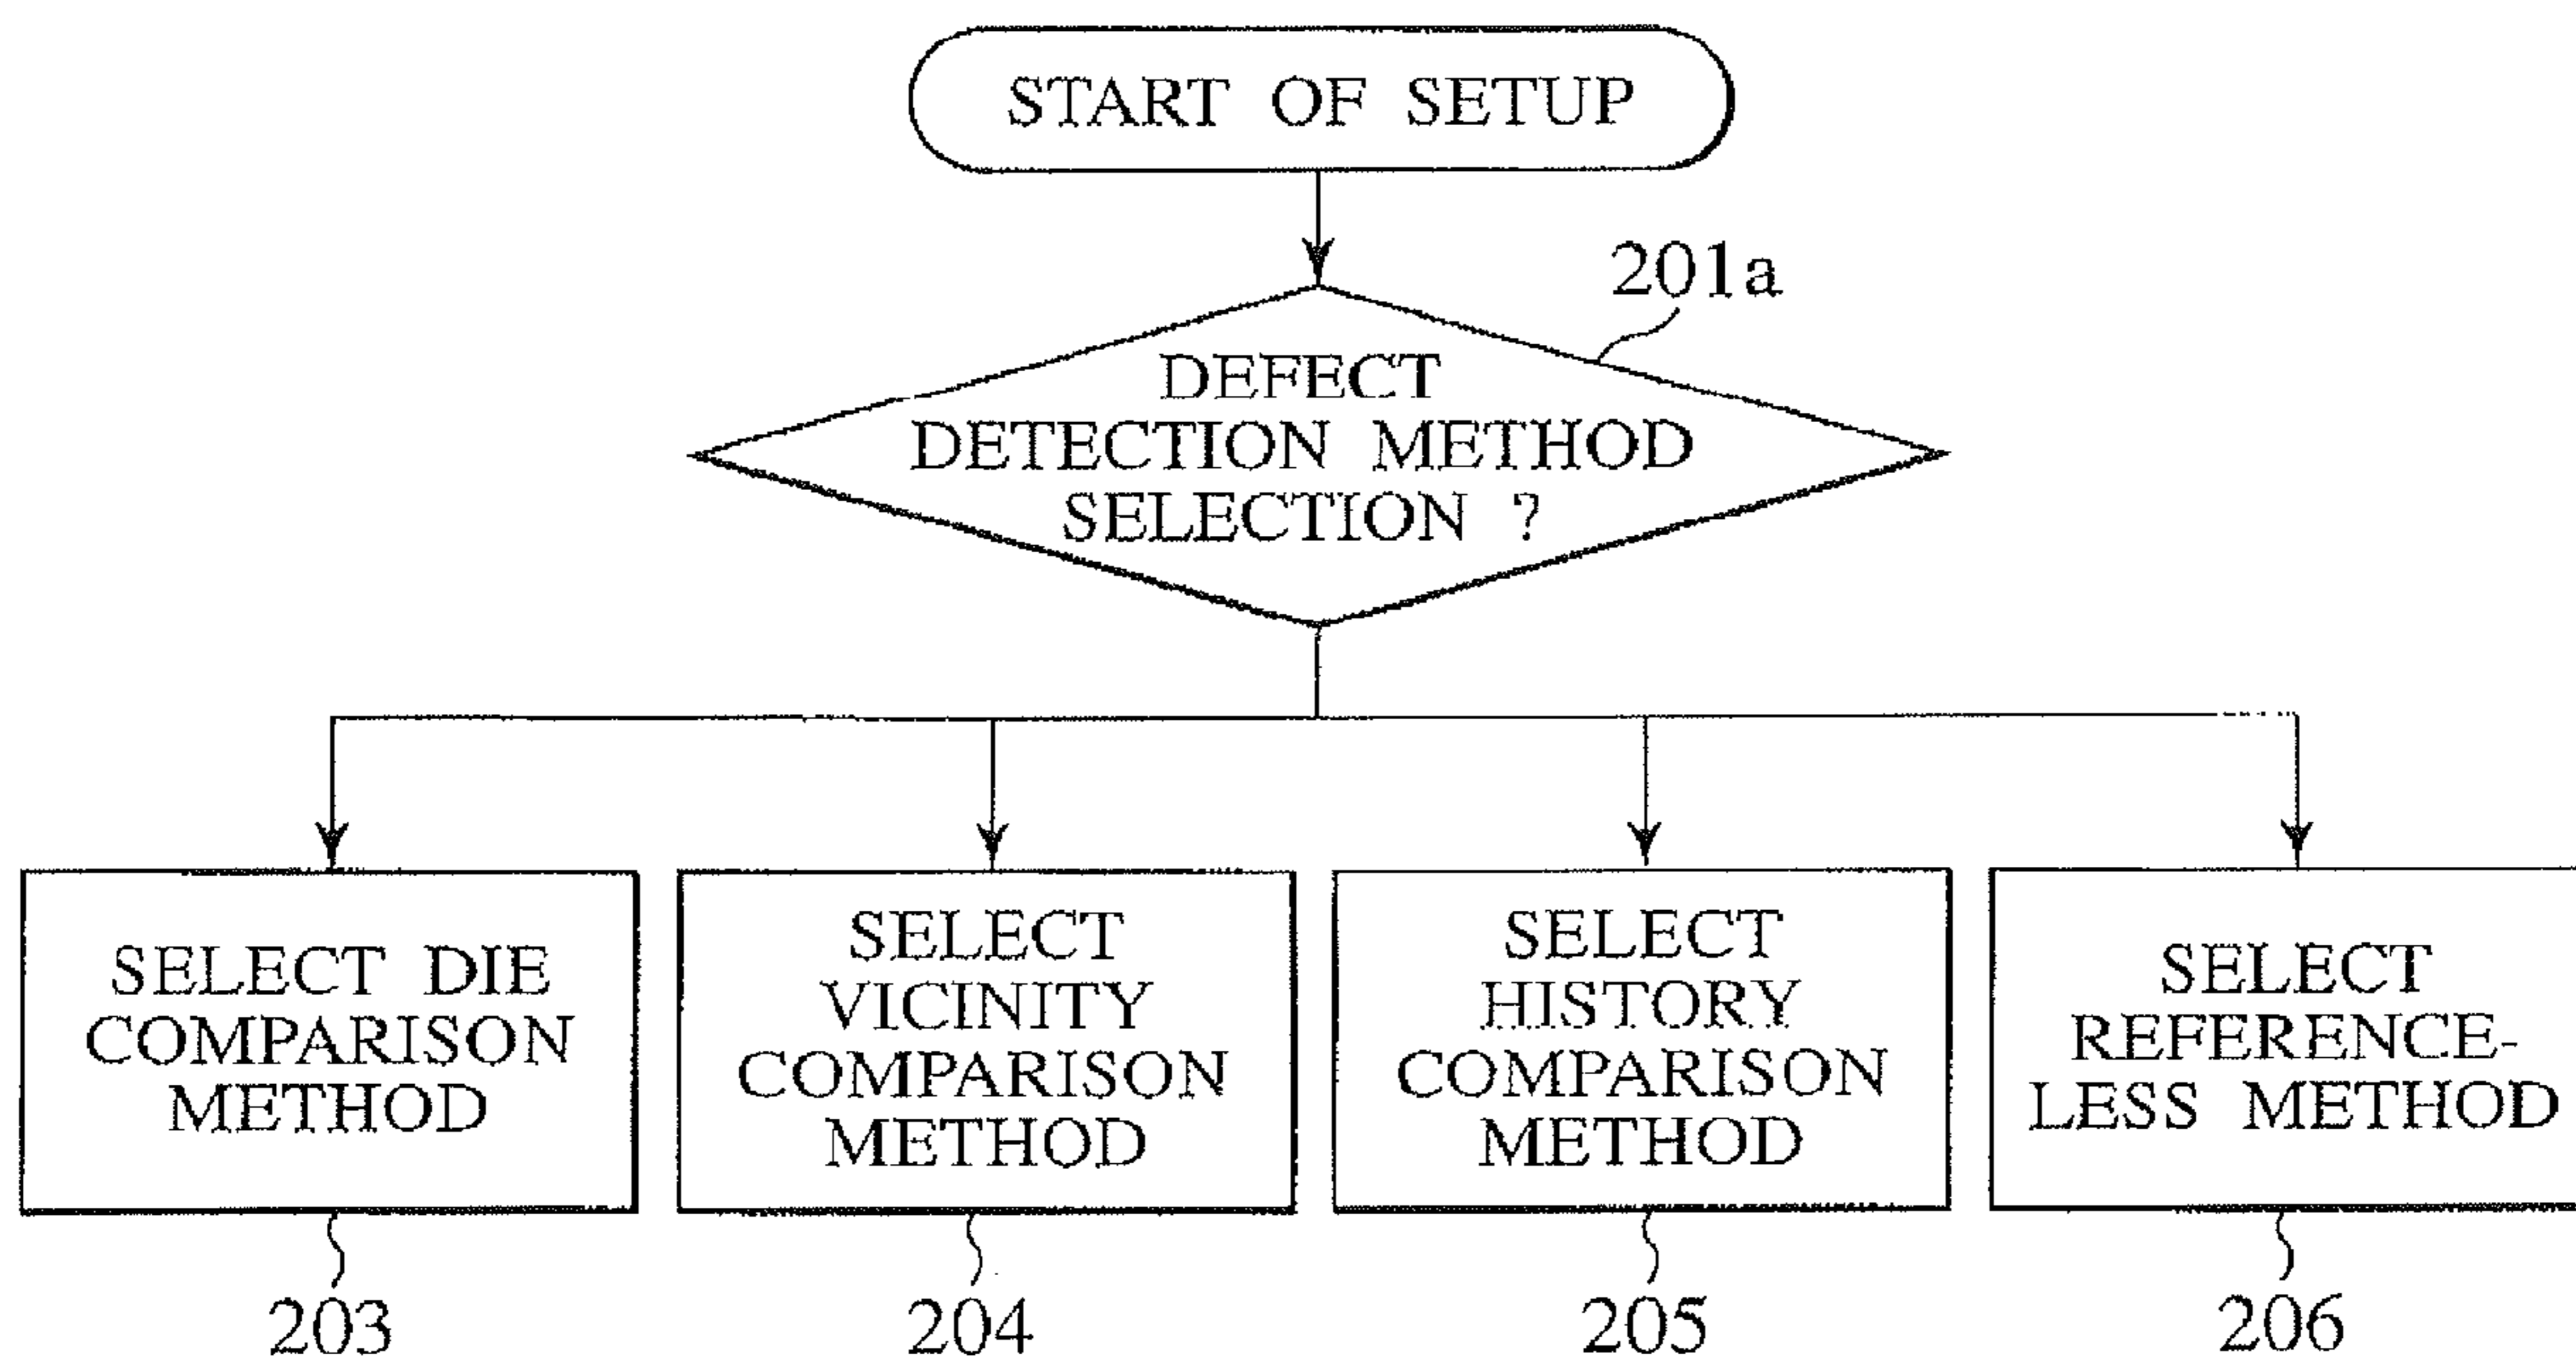 START OF SETUP
201a
DEFECT
DETECTION METHOD
SELECTION ?
SELECT DIE
COMPARISON
METHOD
203
SELECT
VICINITY
COMPARISON
METHOD
204
SELECT
HISTORY
COMPARISON
METHOD
205
SELECT
REFERENCE-
LESS METHOD
206